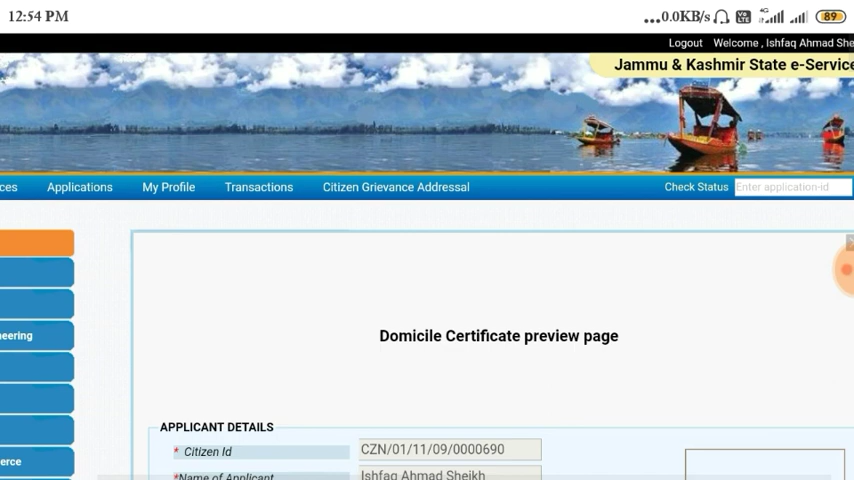 12:54 PM
...0.0KB/s 4G 89
Logout Welcome , Ishfaq Ahmad She
Jammu & Kashmir State e-Service
ces Applications My Profile Transactions Citizen Grievance Addressal Check Status Enter application-id
neering
Domicile Certificate preview page
APPLICANT DETAILS
* Citizen Id CZN/01/11/09/0000690
*Name of Applicant Ishfaq Ahmad Sheikh
erce